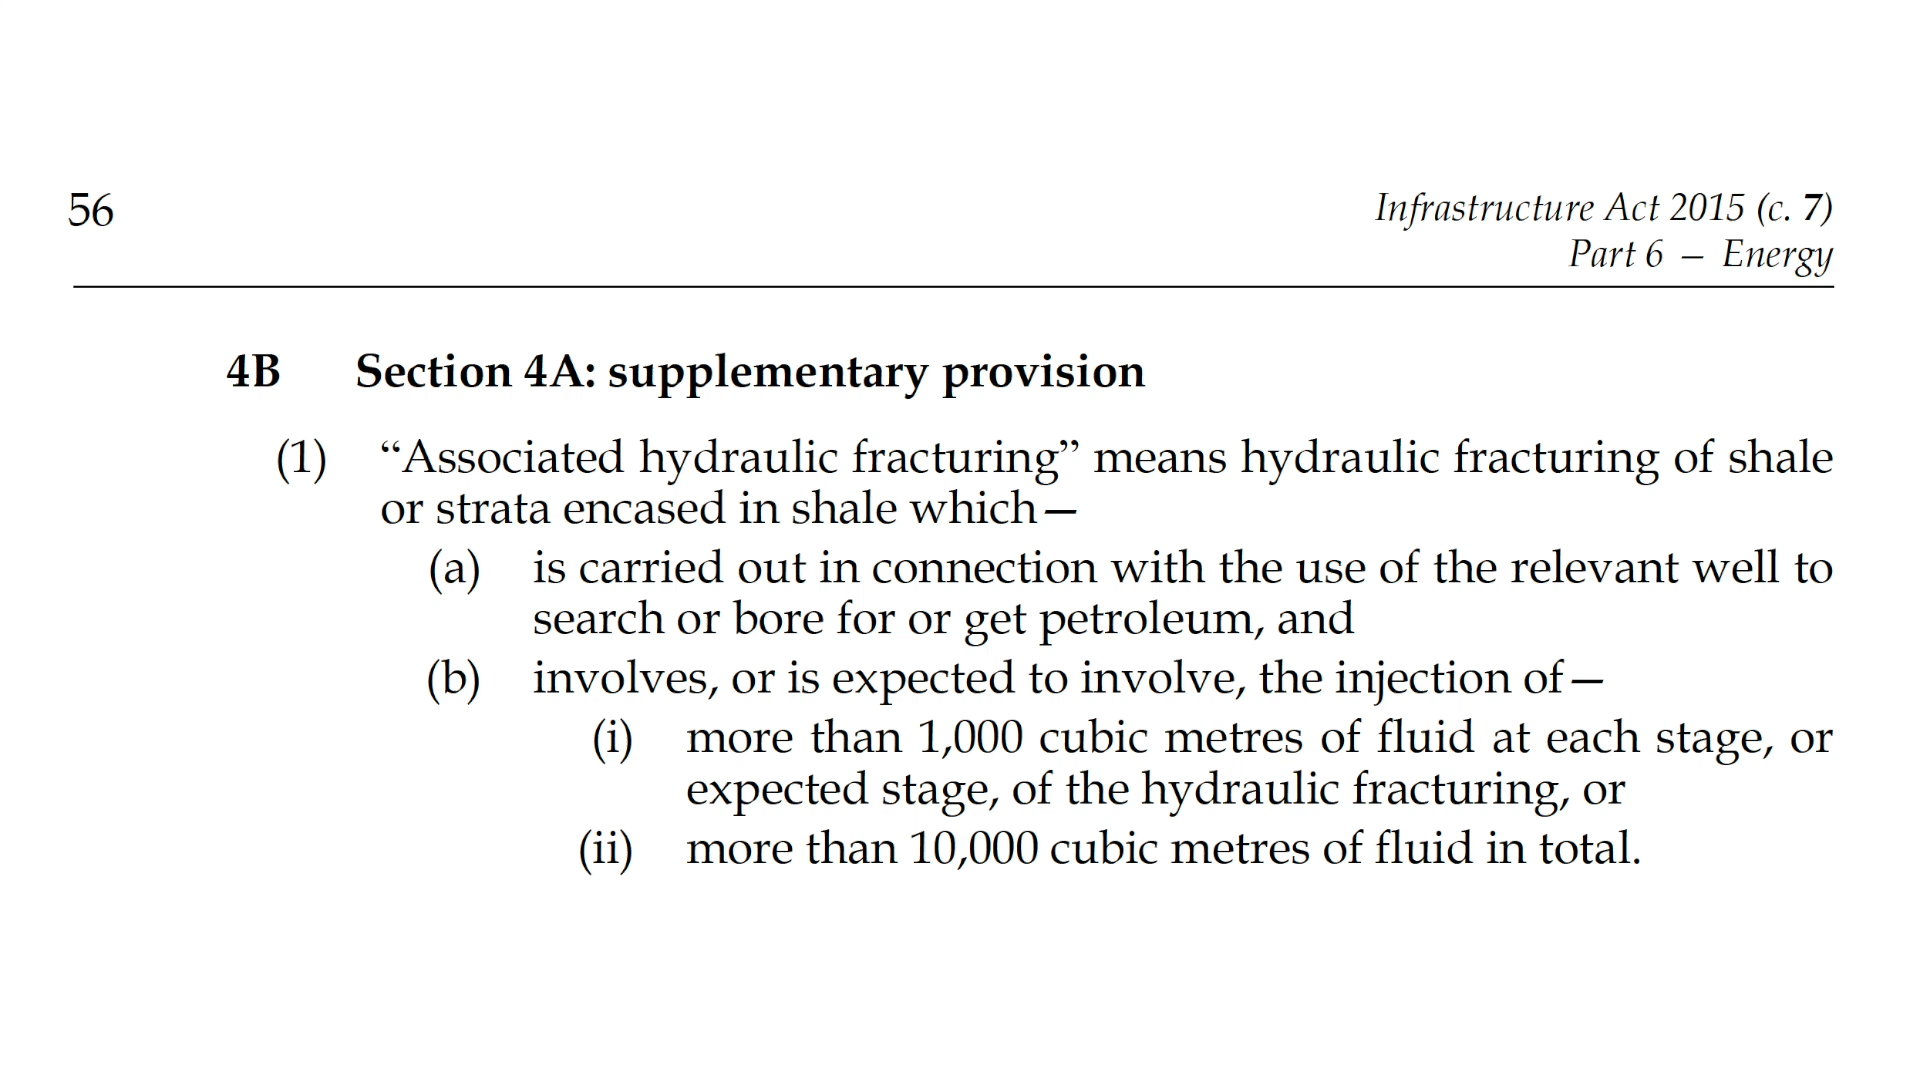 56
Infrastructure Act 2015 (c. 7)
Part 6 — Energy
4B Section 4A: supplementary provision
(1) “Associated hydraulic fracturing” means hydraulic fracturing of shale
or strata encased in shale which—
(a) is carried out in connection with the use of the relevant well to
search or bore for or get petroleum, and
(b) involves, or is expected to involve, the injection of—
(i) more than 1,000 cubic metres of fluid at each stage, or
expected stage, of the hydraulic fracturing, or
(ii) more than 10,000 cubic metres of fluid in total.